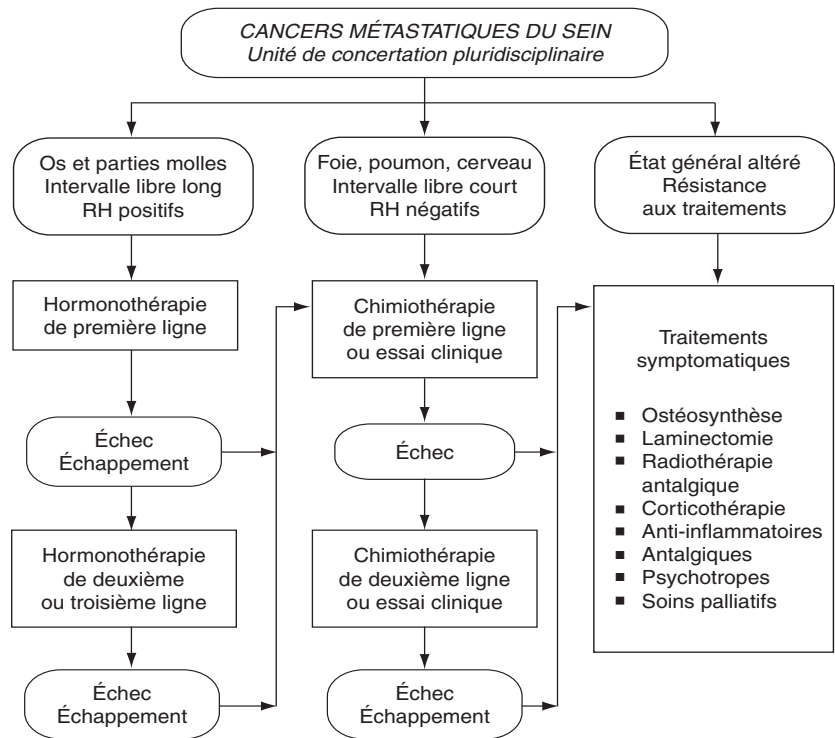 CANCERS MÉTASTATIQUES DU SEIN
Unité de concertation pluridisciplinaire
Os et parties molles
Intervalle libre long
RH positifs
Foie, poumon, cerveau
Intervalle libre court
RH négatifs
État général altéré
Résistance
aux traitements
Hormonothérapie
de première ligne
Chimiothérapie
de première ligne
ou essai clinique
Traitements
symptomatiques
■ Ostéosynthèse
■ Laminectomie
■ Radiothérapie
antalgique
■ Corticothérapie
■ Anti-inflammatoires
■ Antalgiques
■ Psychotropes
■ Soins palliatifs
Échec
Échappement
Échec
Hormonothérapie
de deuxième
ou troisième ligne
Chimiothérapie
de deuxième ligne
ou essai clinique
Échec
Échappement
Échec
Échappement